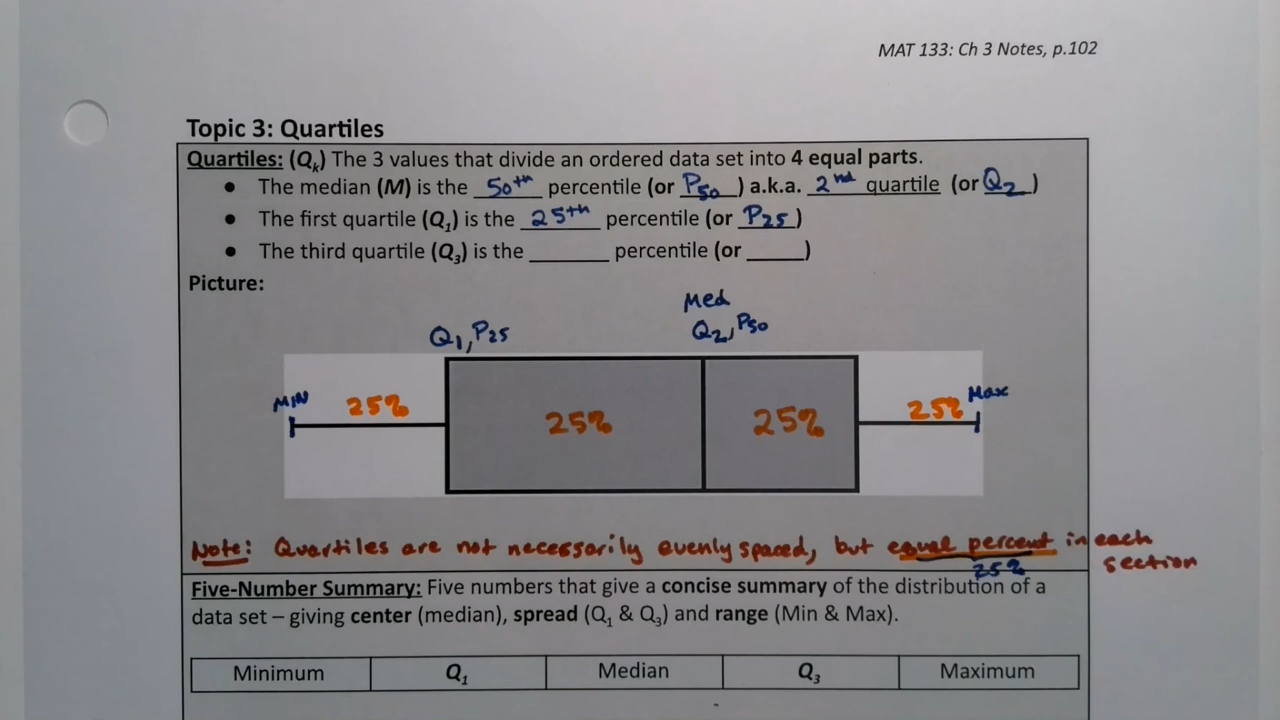 MAT 133: Ch 3 Notes, p.102
Topic 3: Quartiles
Quartiles: (Qₖ) The 3 values that divide an ordered data set into 4 equal parts.
• The median (M) is the 50th percentile (or P₅₀) a.k.a. 2nd quartile (or Q₂)
• The first quartile (Q₁) is the 25th percentile (or P₂₅)
• The third quartile (Q₃) is the ______ percentile (or ____)
Picture:
Med
Q₁, P₂₅ Q₂, P₅₀
MIN 25% 25% 25% 25% Max
Note: Quartiles are not necessarily evenly spaced, but equal percent in each
section
25%
Five-Number Summary: Five numbers that give a concise summary of the distribution of a
data set – giving center (median), spread (Q₁ & Q₃) and range (Min & Max).
Minimum Q₁ Median Q₃ Maximum